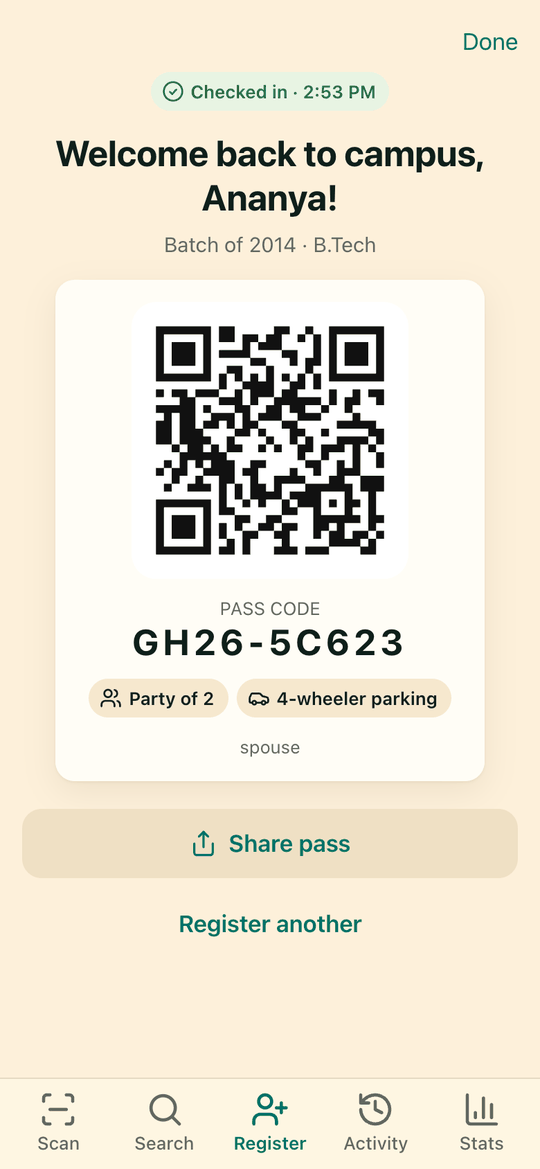 Done
Checked in · 2:53 PM
Welcome back to campus,
Ananya!
Batch of 2014 · B.Tech
PASS CODE
GH26-5C623
Party of 2
4-wheeler parking
spouse
Share pass
Register another
Scan
Search
Register
Activity
Stats